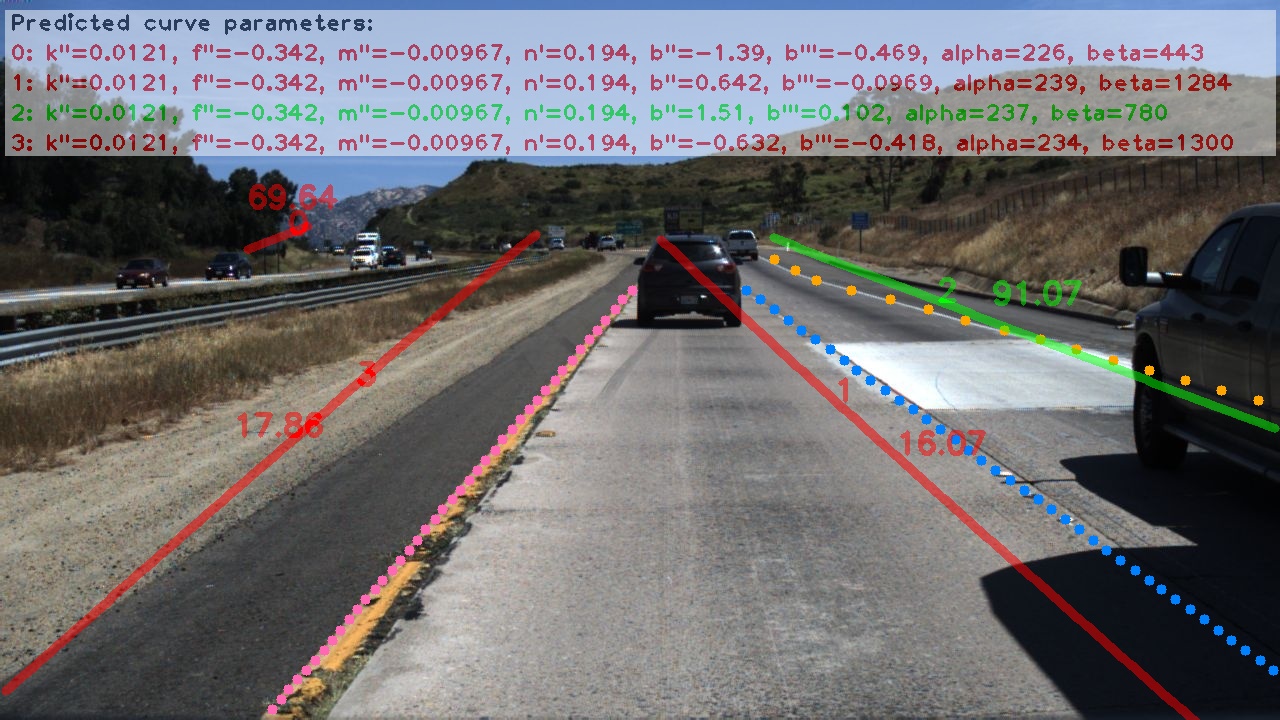 Predicted curve parameters:
0: k''=0.0121, f''=-0.342, m''=-0.00967, n'=0.194, b''=-1.39, b'''=-0.469, alpha=226, beta=443
1: k''=0.0121, f''=-0.342, m''=-0.00967, n'=0.194, b''=0.642, b'''=-0.0969, alpha=239, beta=1284
2: k''=0.0121, f''=-0.342, m''=-0.00967, n'=0.194, b''=1.51, b'''=0.102, alpha=237, beta=780
3: k''=0.0121, f''=-0.342, m''=-0.00967, n'=0.194, b''=-0.632, b'''=-0.418, alpha=234, beta=1300
69.64
0
2 91.07
3
1
17.86
16.07